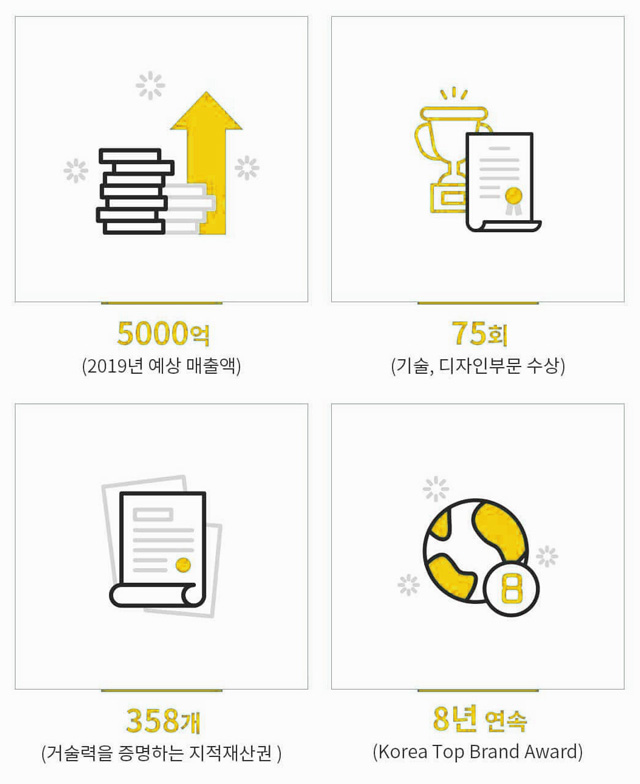 5000억
(2019년 예상 매출액)
75회
(기술, 디자인부문 수상)
8
358개
(거술력을 증명하는 지적재산권 )
8년 연속
(Korea Top Brand Award)